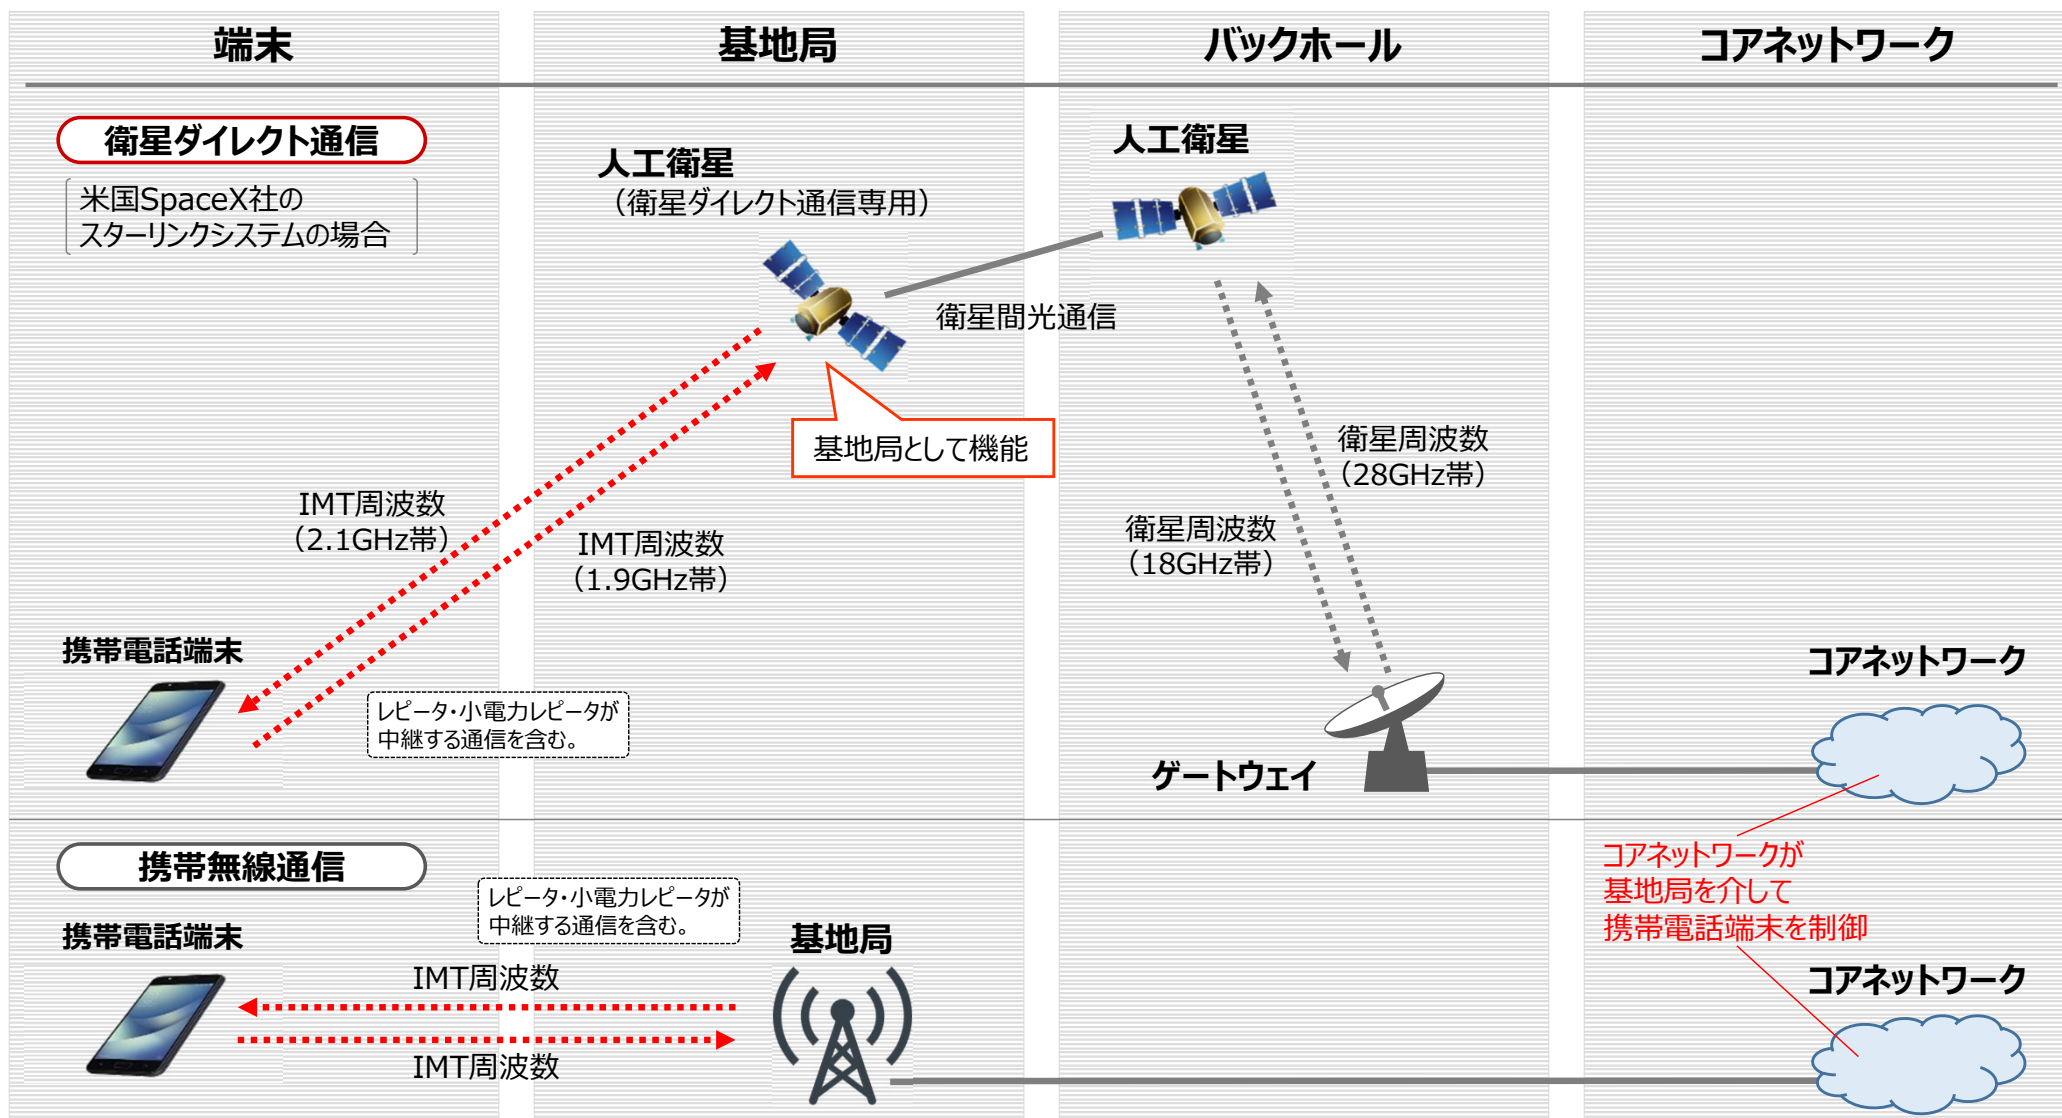 端末
基地局
バックホール
コアネットワーク
衛星ダイレクト通信
米国SpaceX社の
スターリンクシステムの場合
人工衛星
（衛星ダイレクト通信専用）
人工衛星
衛星間光通信
基地局として機能
IMT周波数
（2.1GHz帯）
IMT周波数
（1.9GHz帯）
衛星周波数
（28GHz帯）
衛星周波数
（18GHz帯）
携帯電話端末
レピータ・小電力レピータが
中継する通信を含む。
ゲートウェイ
コアネットワーク
携帯無線通信
レピータ・小電力レピータが
中継する通信を含む。
携帯電話端末
IMT周波数
IMT周波数
基地局
コアネットワークが
基地局を介して
携帯電話端末を制御
コアネットワーク